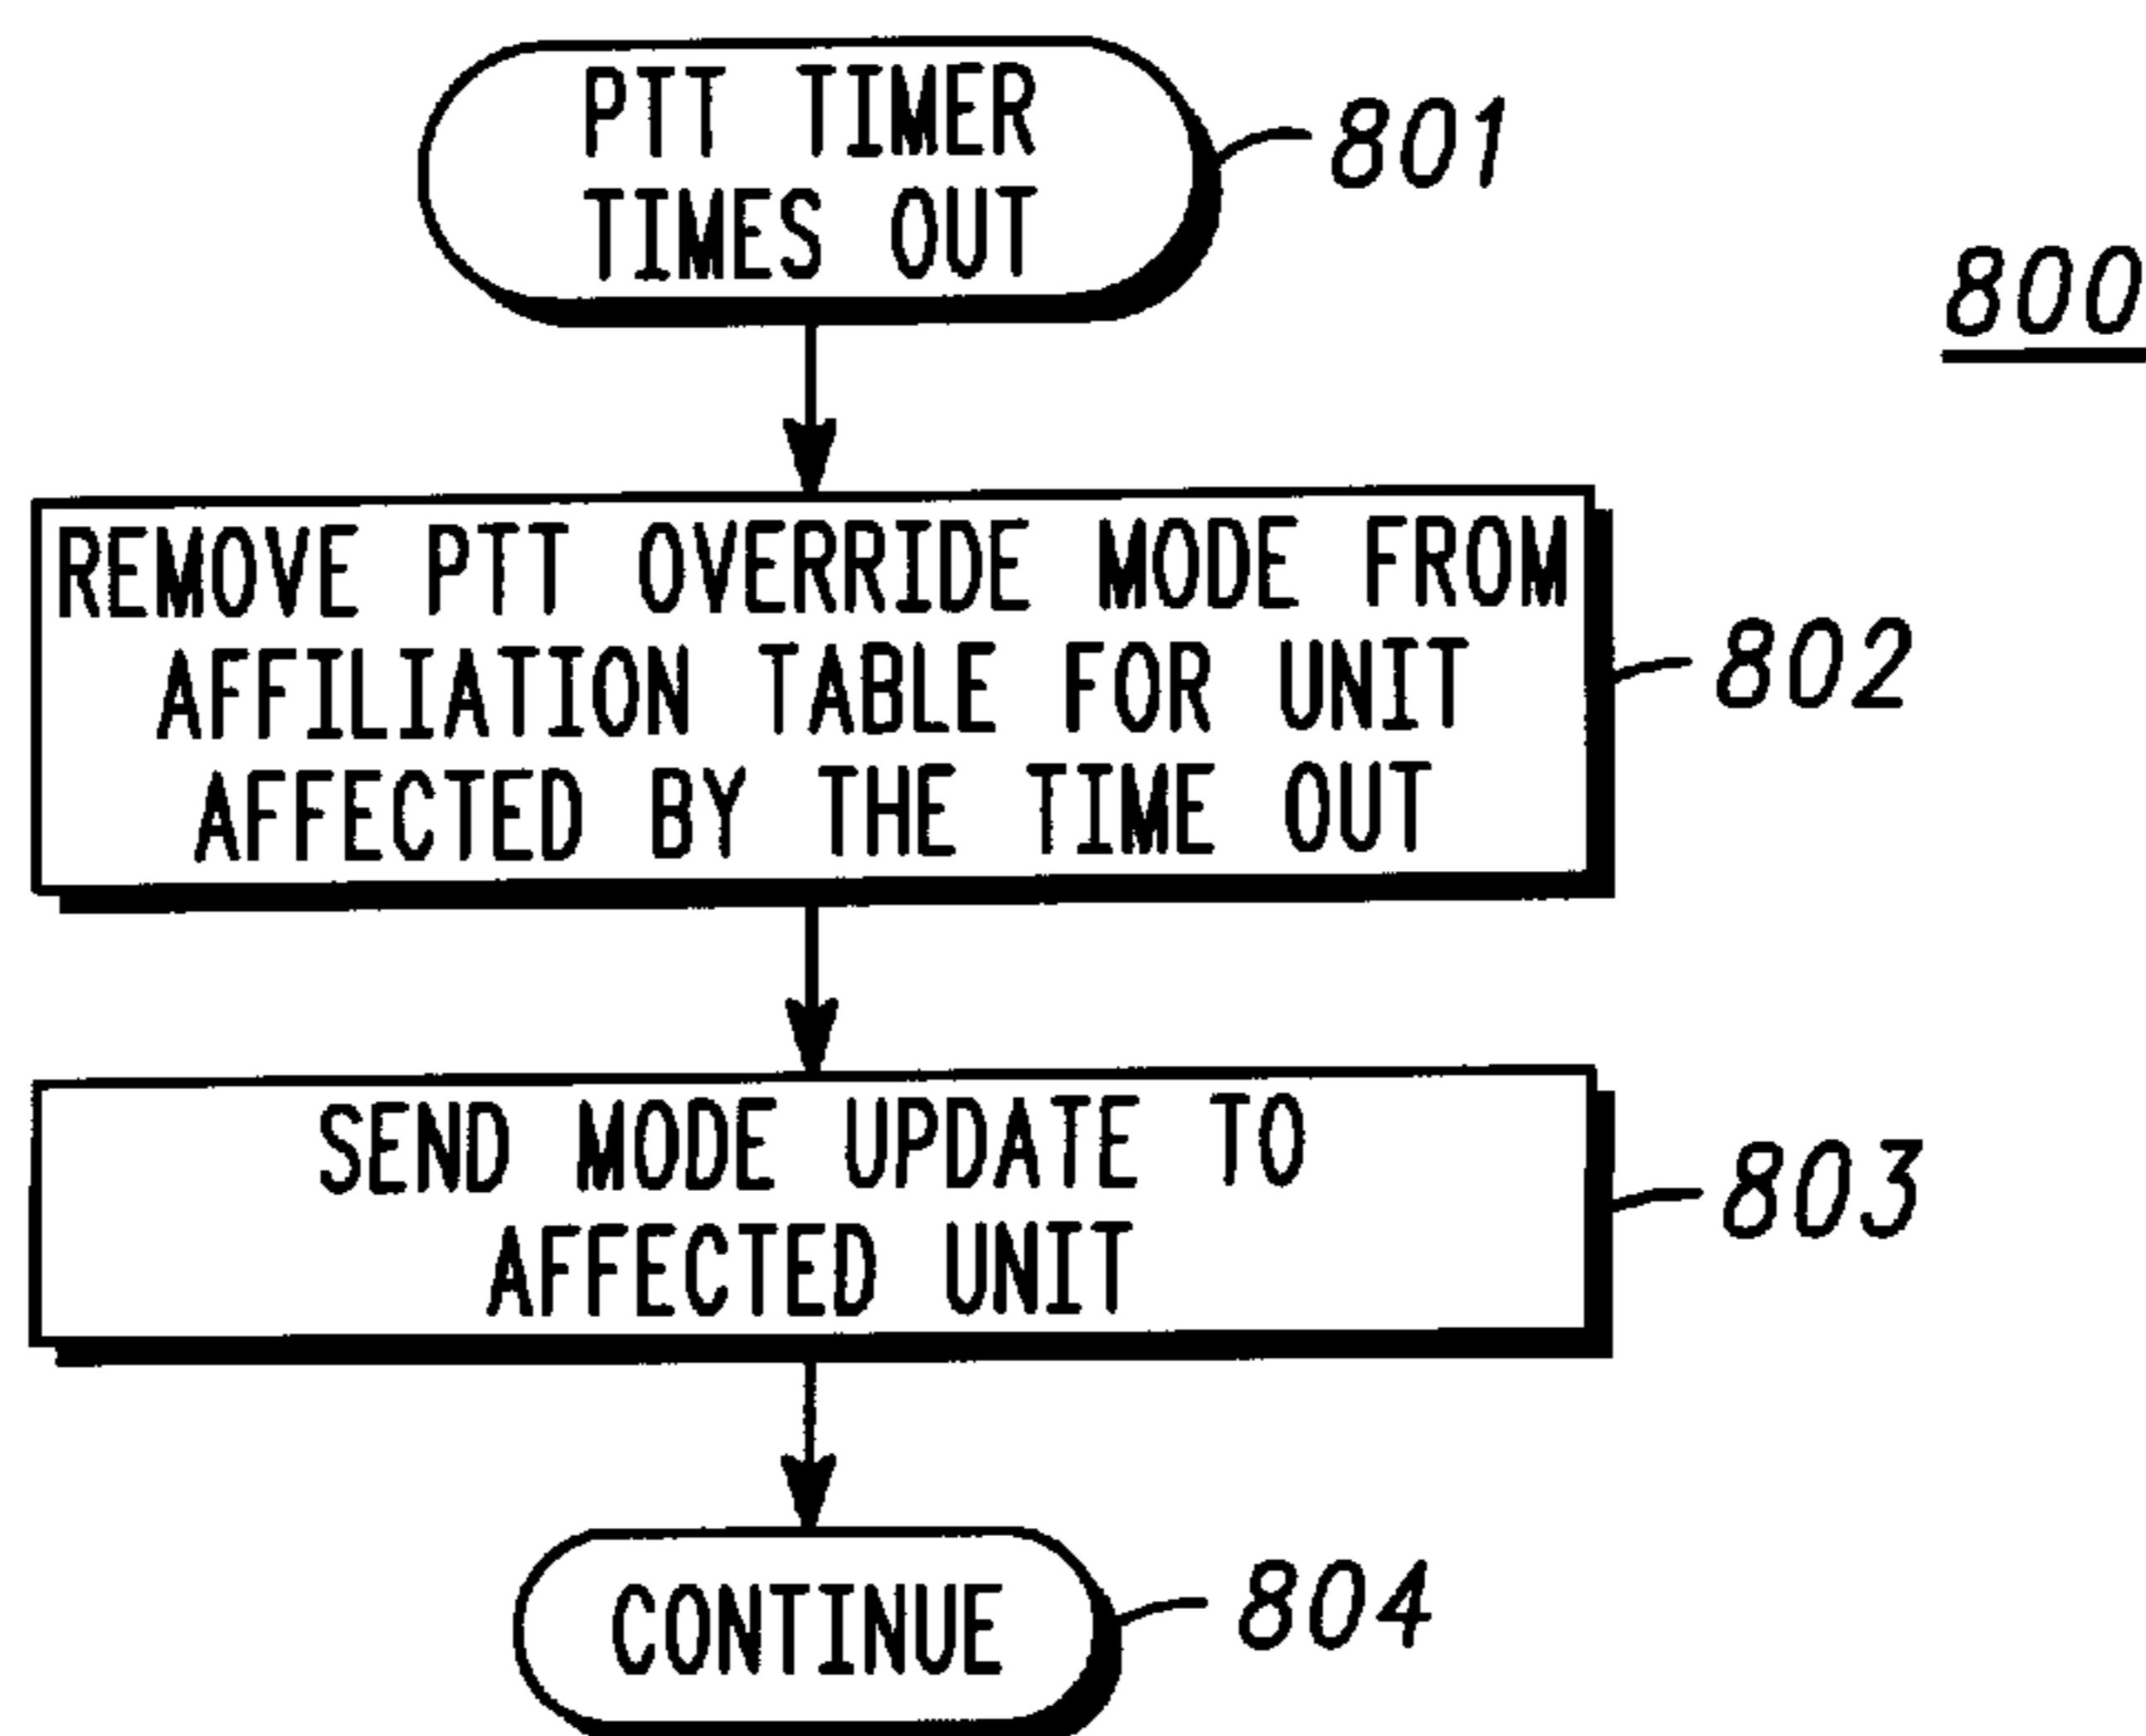 PTT TIMER
TIMES OUT
801
800
REMOVE PTT OVERRIDE MODE FROM
AFFILIATION TABLE FOR UNIT
AFFECTED BY THE TIME OUT
802
SEND MODE UPDATE TO
AFFECTED UNIT
803
CONTINUE
804